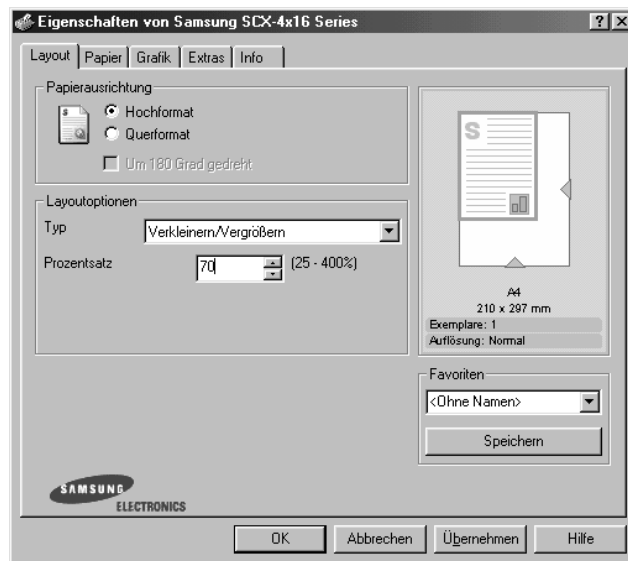 Eigenschaften von Samsung SCX-4x16 Series
Layout Papier Grafik Extras Info
Papierausrichtung
Hochformat
Querformat
Um 180 Grad gedreht
Layoutoptionen
Typ Verkleinern/Vergrößern
Prozentsatz 70 (25 - 400%)
S
S
A4
210 x 297 mm
Exemplare: 1
Auflösung: Normal
Favoriten
<Ohne Namen>
Speichern
SAMSUNG
ELECTRONICS
OK Abbrechen Übernehmen Hilfe